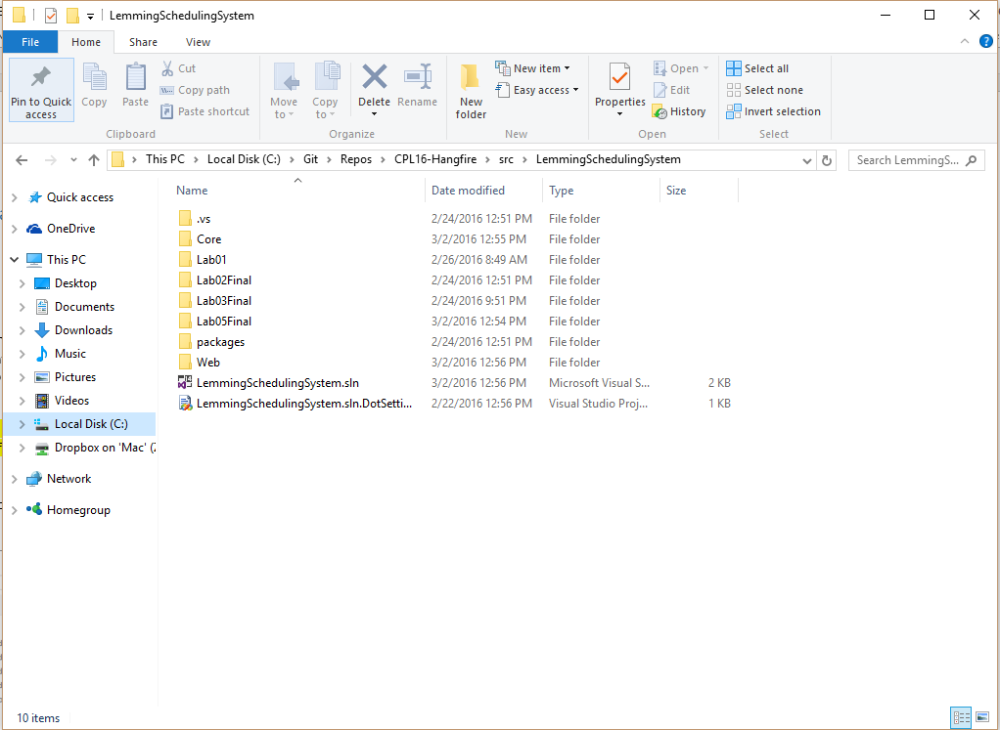 LemmingSchedulingSystem
File Home Share View
Pin to Quick access
Copy
Paste
Cut
Copy path
Paste shortcut
Clipboard
Move to
Copy to
Delete
Rename
Organize
New folder
New item
Easy access
New
Properties
Open
Edit
History
Open
Select all
Select none
Invert selection
Select
This PC > Local Disk (C:) > Git > Repos > CPL16-Hangfire > src > LemmingSchedulingSystem
Search LemmingS...
Quick access
OneDrive
This PC
Desktop
Documents
Downloads
Music
Pictures
Videos
Local Disk (C:)
Dropbox on 'Mac' (
Network
Homegroup
Name Date modified Type Size
.vs 2/24/2016 12:51 PM File folder
Core 3/2/2016 12:55 PM File folder
Lab01 2/26/2016 8:49 AM File folder
Lab02Final 2/24/2016 12:51 PM File folder
Lab03Final 2/24/2016 9:51 PM File folder
Lab05Final 3/2/2016 12:54 PM File folder
packages 2/24/2016 12:51 PM File folder
Web 3/2/2016 12:56 PM File folder
LemmingSchedulingSystem.sln 3/2/2016 12:56 PM Microsoft Visual S... 2 KB
LemmingSchedulingSystem.sln.DotSetti... 2/22/2016 12:56 PM Visual Studio Proj... 1 KB
10 items